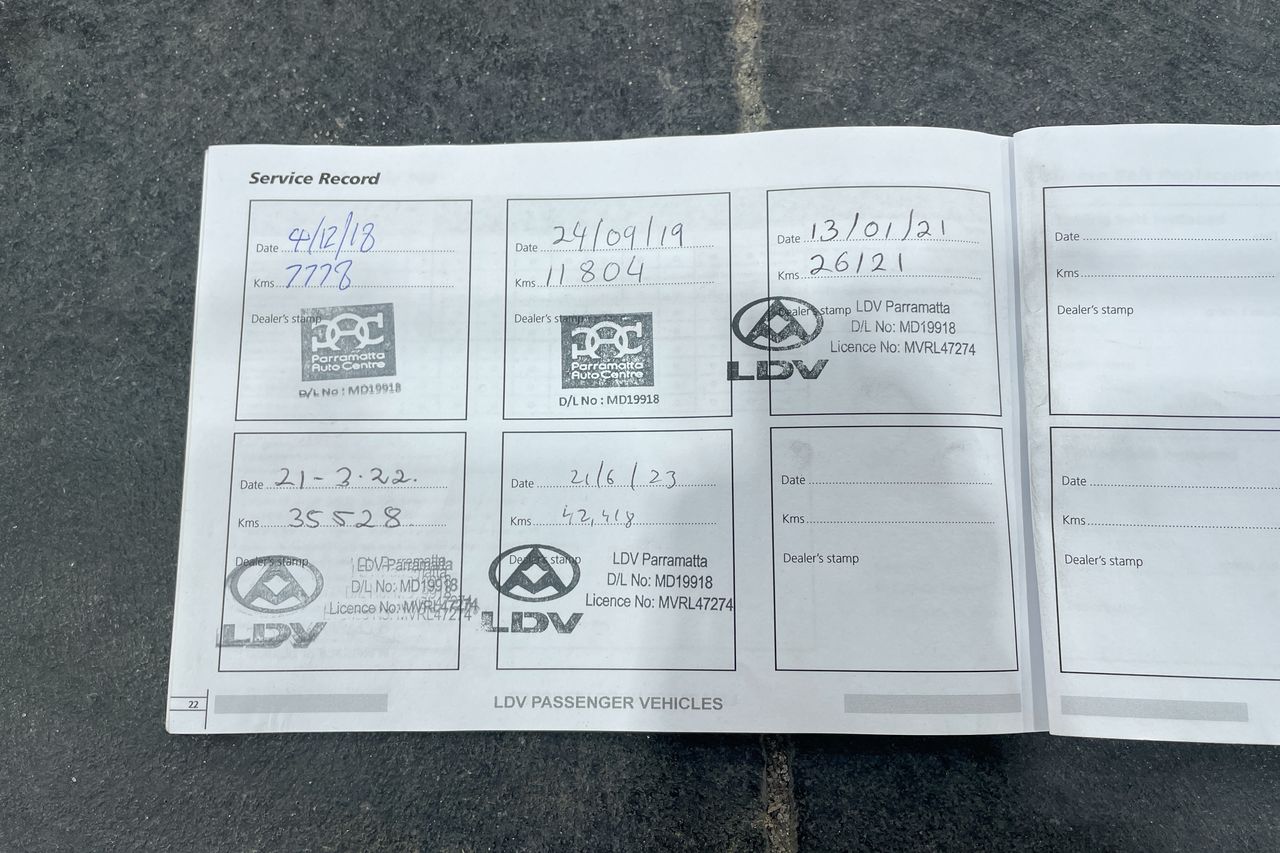 Service Record
Date 4/12/18
Kms 7778
Dealer's stamp
Parramatta
Auto Centre
D/L No : MD19918
Date 24/09/19
Kms 11804
Dealer's stamp
Parramatta
Auto Centre
D/L No : MD19918
Date 13/01/21
Kms 26121
Dealer's stamp
LDV Parramatta
D/L No: MD19918
Licence No: MVRL47274
LDV
Date
Kms
Dealer's stamp
Date 21-3.22.
Kms 35528
Dealer's stamp
LDV Parramatta
D/L No: MD19918
Licence No: MVRL47274
LDV
Date 21/6/23
Kms 42,418
Dealer's stamp
LDV Parramatta
D/L No: MD19918
Licence No: MVRL47274
LDV
Date
Kms
Dealer's stamp
Date
Kms
Dealer's stamp
22
LDV PASSENGER VEHICLES